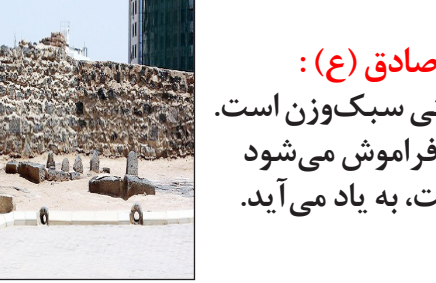 صادق (ع) :
سبک‌وزن است.
فراموش می‌شود
به یاد می‌آید.